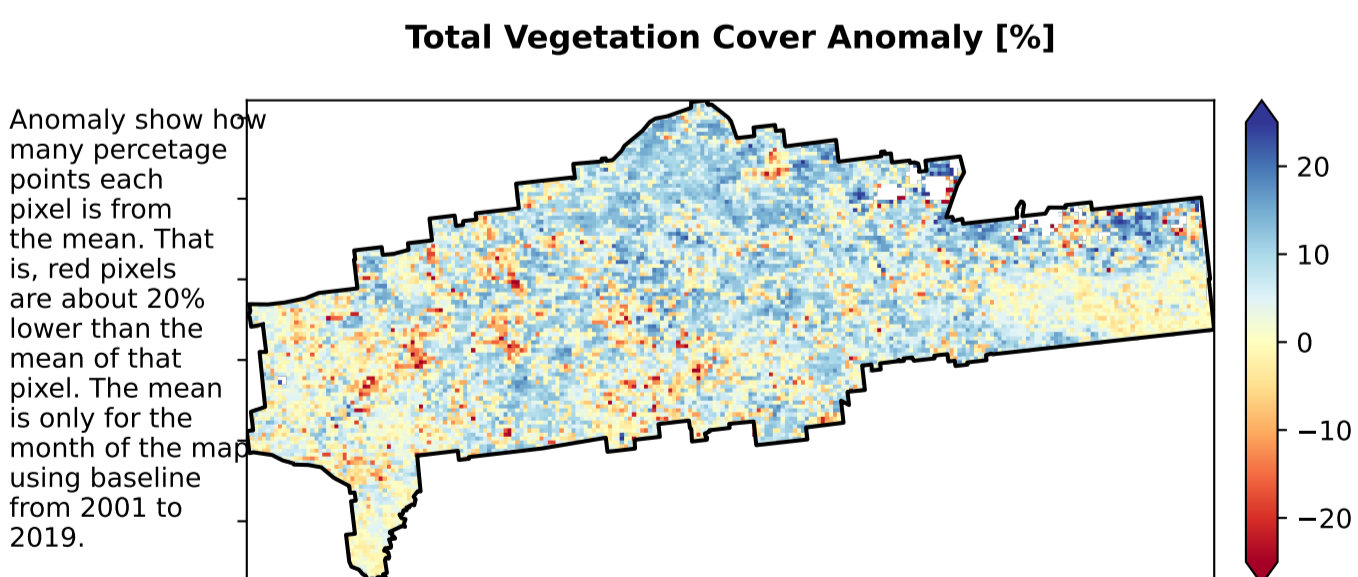 Total Vegetation Cover Anomaly [%]
Anomaly show how
many percetage
points each
pixel is from
the mean. That
is, red pixels
are about 20%
lower than the
mean of that
pixel. The mean
is only for the
month of the map
using baseline
from 2001 to
2019.
20
10
0
−10
−20